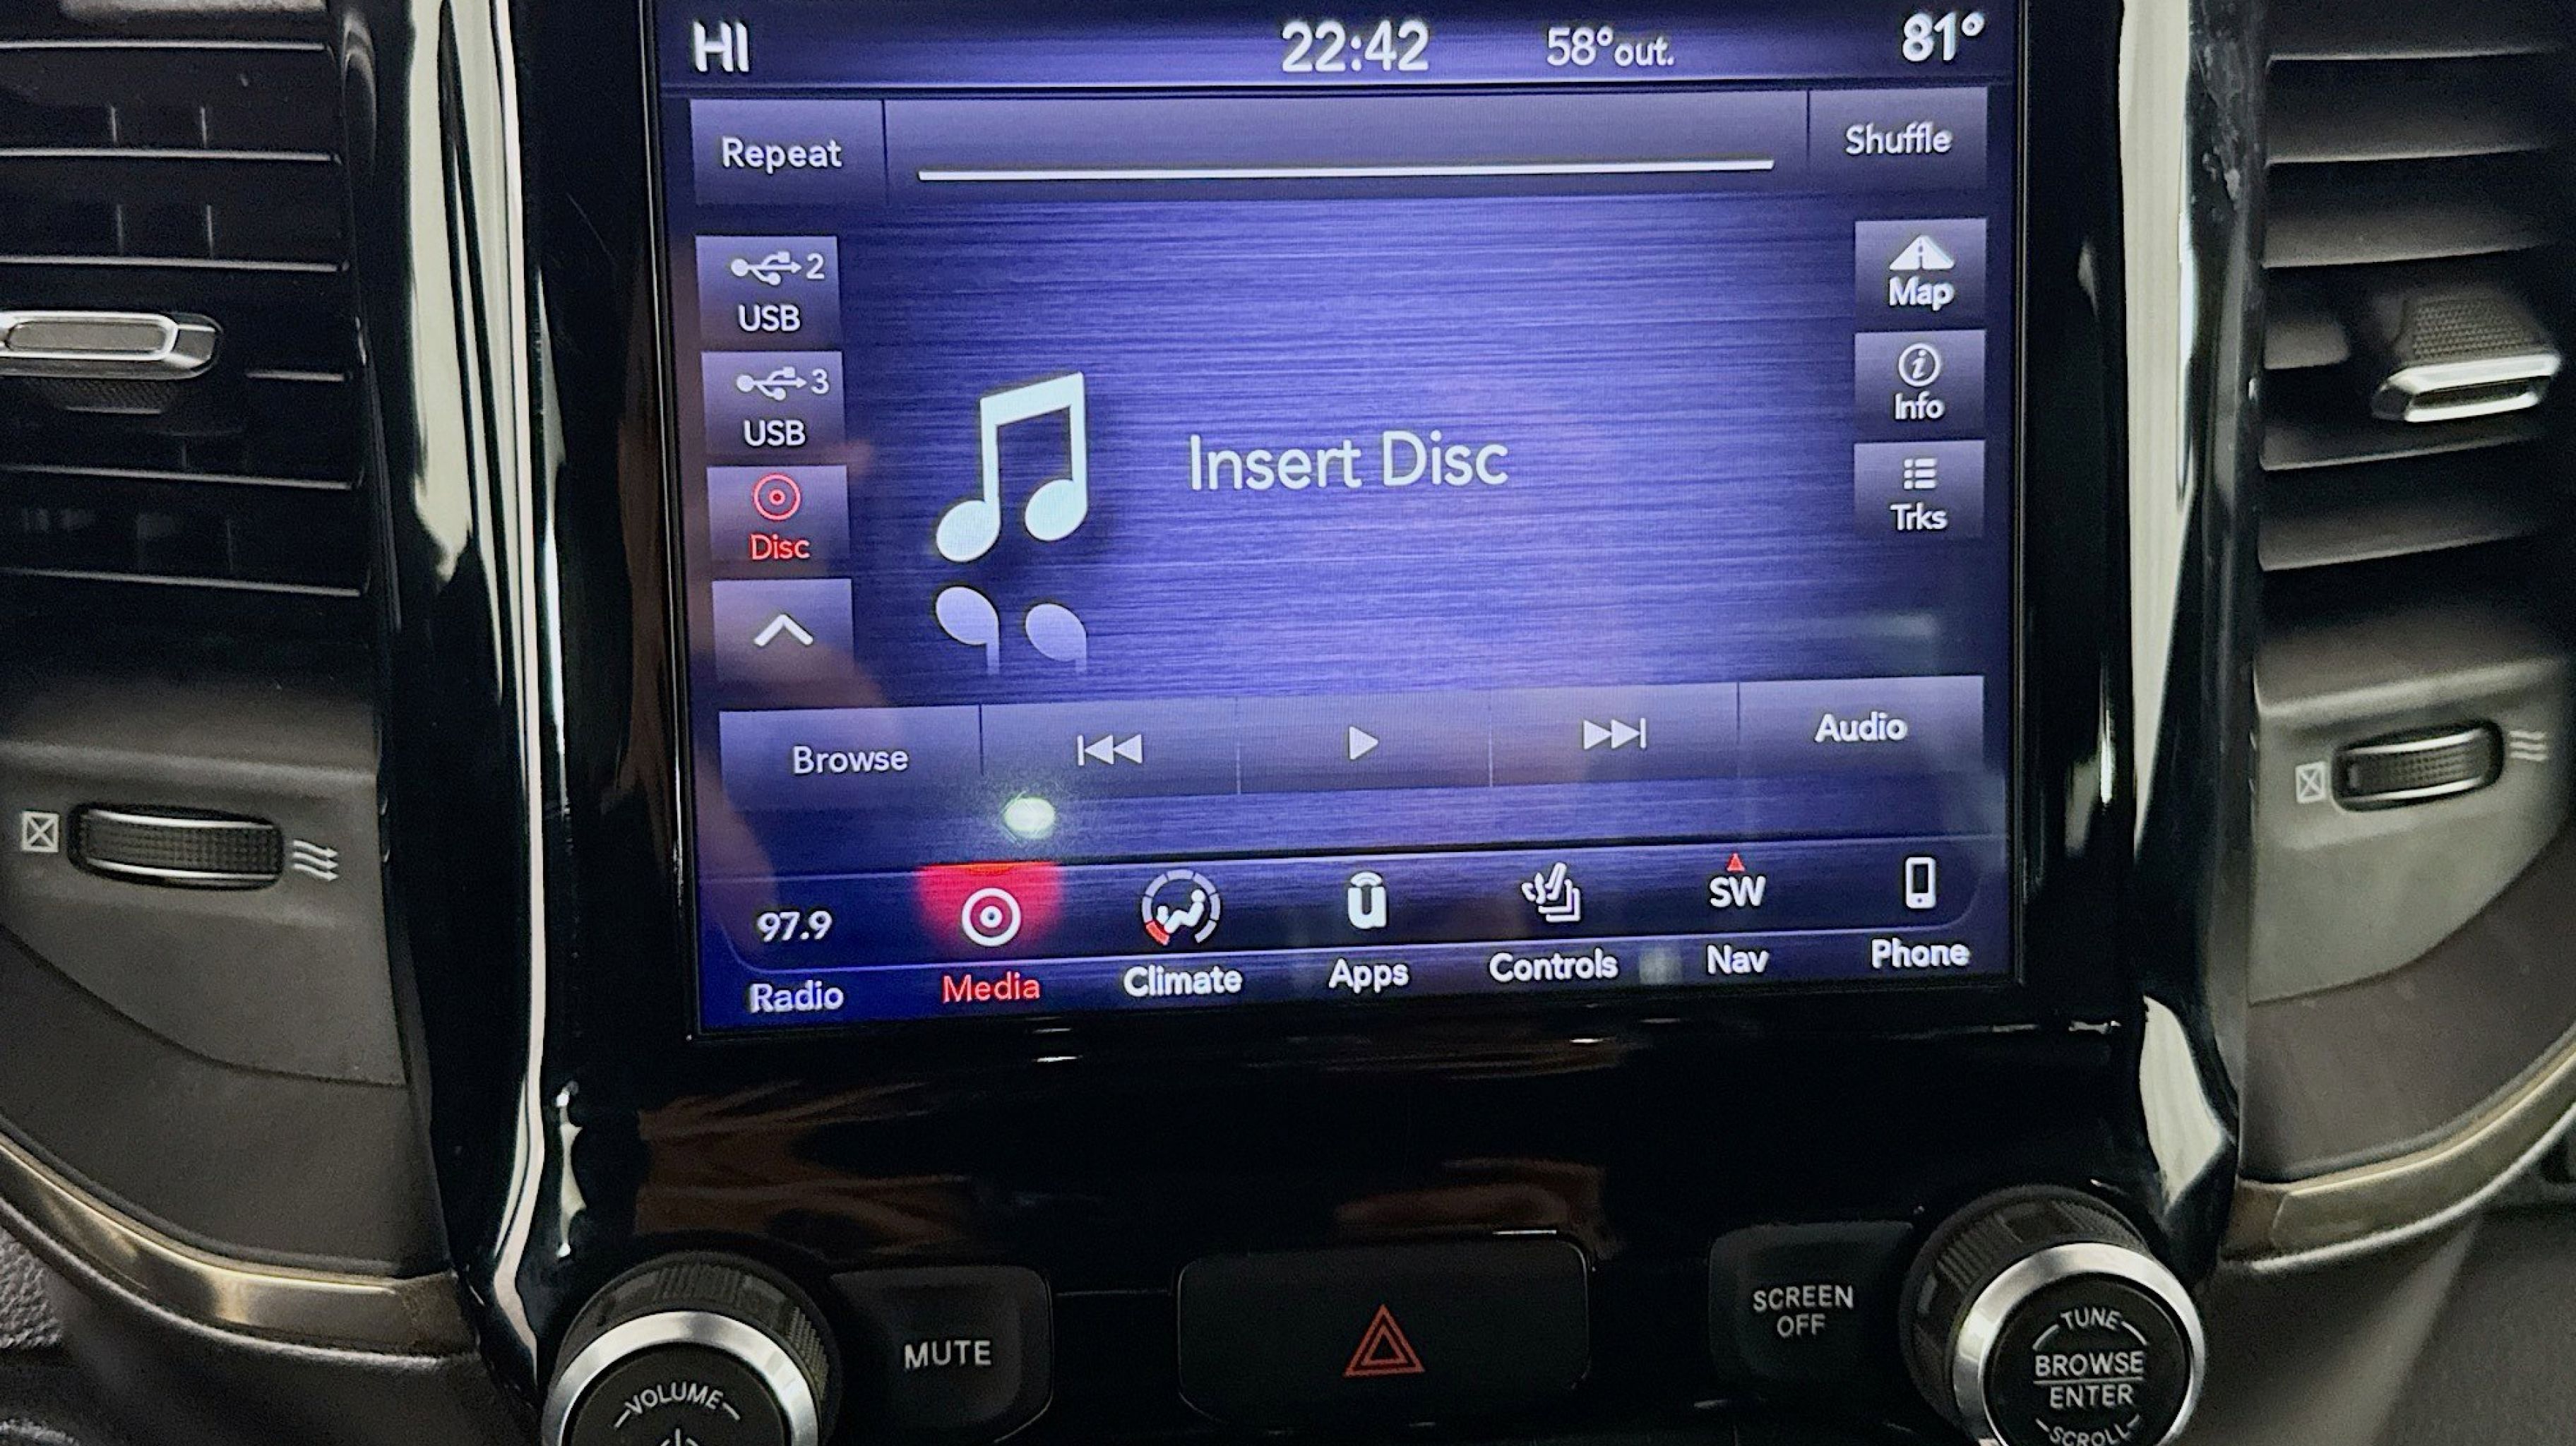 HI 22:42 58°out. 81°
Repeat
Shuffle
2
USB
3
USB
Disc
Insert Disc
Map
i
Info
Trks
Browse
Audio
97.9
Radio
Media
Climate
u
Apps
Controls
SW
Nav
Phone
VOLUME
MUTE
SCREEN
OFF
TUNE
BROWSE
ENTER
SCROLL